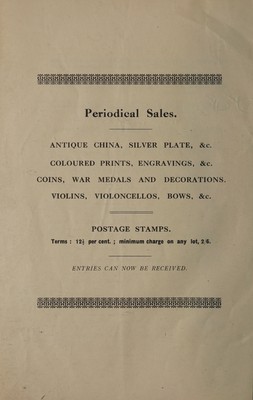 Periodical Sales.
ANTIQUE CHINA, SILVER PLATE, &c.
COLOURED PRINTS, ENGRAVINGS, &c.
COINS, WAR MEDALS AND DECORATIONS.
VIOLINS, VIOLONCELLOS, BOWS, &c.
POSTAGE STAMPS.
Terms: 12½ per cent.; minimum charge on any lot, 2/6.
ENTRIES CAN NOW BE RECEIVED.